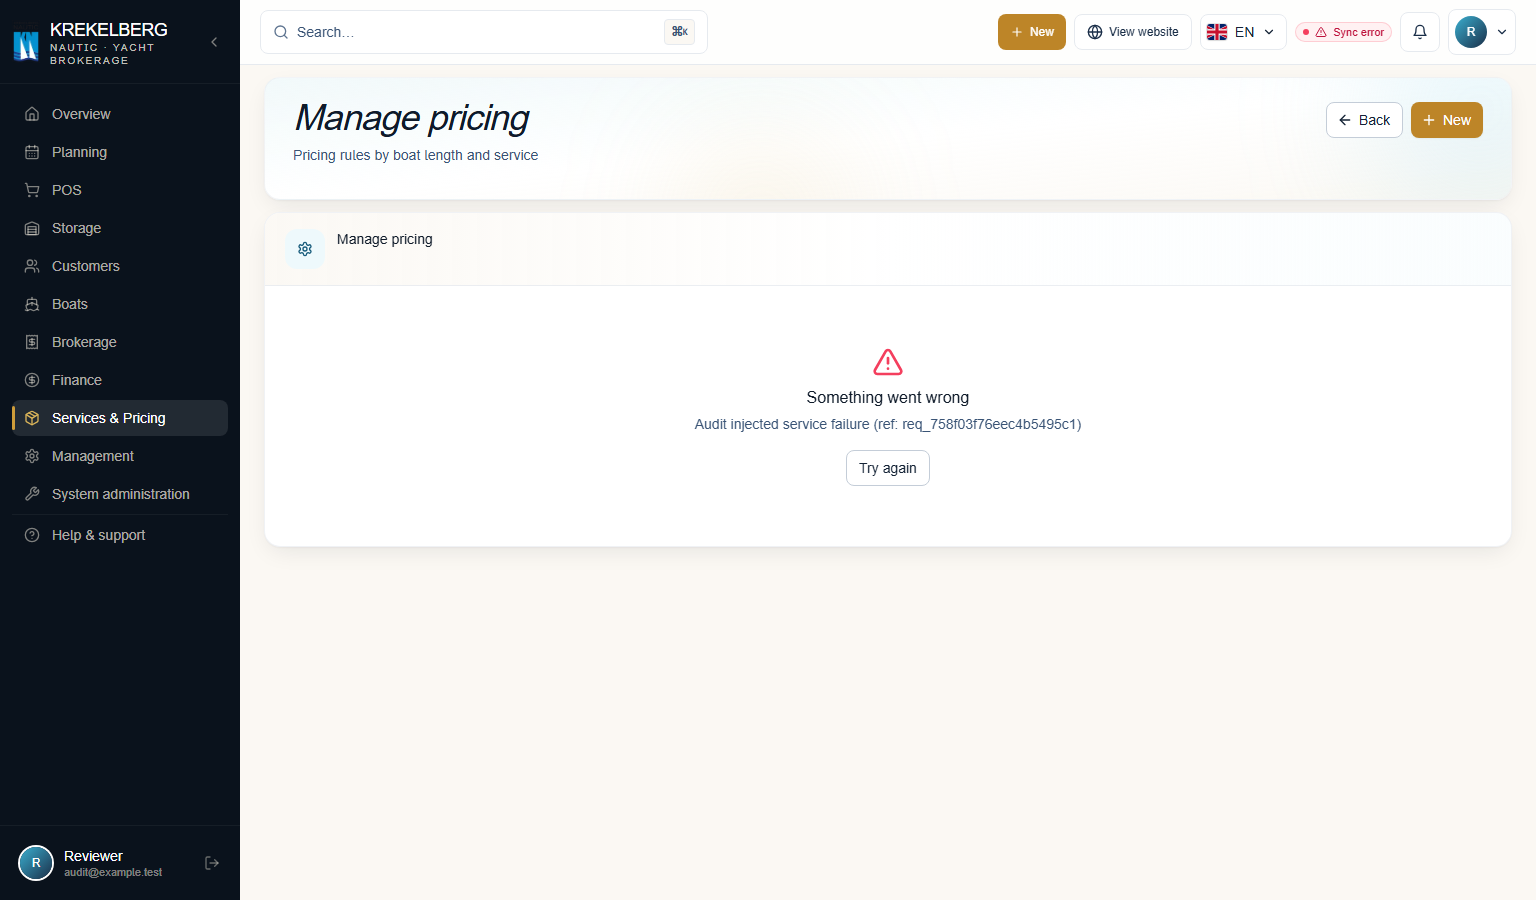 KREKELBERG
NAUTIC · YACHT
BROKERAGE
Search...
⌘K
New
View website
EN
Sync error
R
Overview
Planning
POS
Storage
Customers
Boats
Brokerage
Finance
Services & Pricing
Management
System administration
Help & support
Manage pricing
Pricing rules by boat length and service
Back
New
Manage pricing
Something went wrong
Audit injected service failure (ref: req_758f03f76eec4b5495c1)
Try again
R
Reviewer
audit@example.test